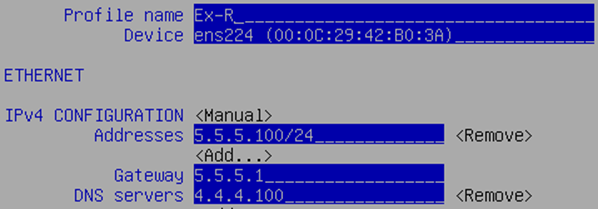 Profile name Ex-R
Device ens224 (00:0C:29:42:B0:3A)
ETHERNET
IPv4 CONFIGURATION <Manual>
Addresses 5.5.5.100/24 <Remove>
<Add...>
Gateway 5.5.5.1
DNS servers 4.4.4.100 <Remove>